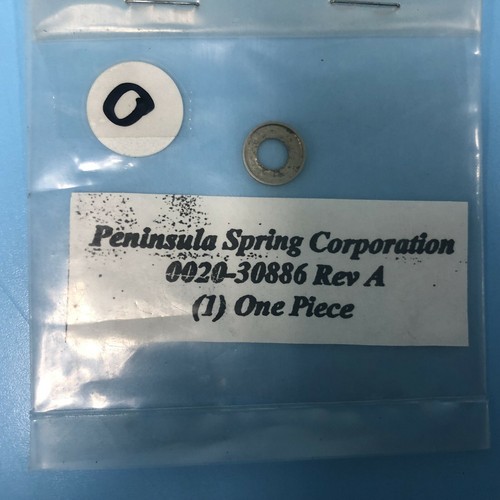 O
Peninsula Spring Corporation
0020-30886 Rev A
(1) One Piece